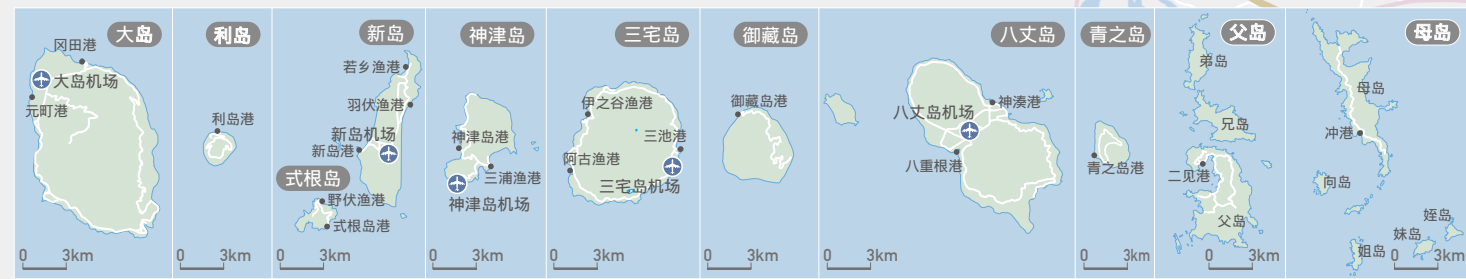 大岛
冈田港
大岛机场
元町港
0 3km
利岛
利岛港
0 3km
新岛
若乡渔港
羽伏渔港
新岛机场
新岛港
式根岛
野伏渔港
式根岛港
0 3km
神津岛
神津岛港
三浦渔港
神津岛机场
0 3km
三宅岛
伊之谷渔港
三池港
阿古渔港
三宅岛机场
0 3km
御藏岛
御藏岛港
0 3km
八丈岛
八丈岛机场
神湊港
八重根港
0 3km
青之岛
青之岛港
0 3km
父岛
弟岛
兄岛
二见港
父岛
0 3km
母岛
母岛
冲港
向岛
姪岛
妹岛
姐岛
0 3km